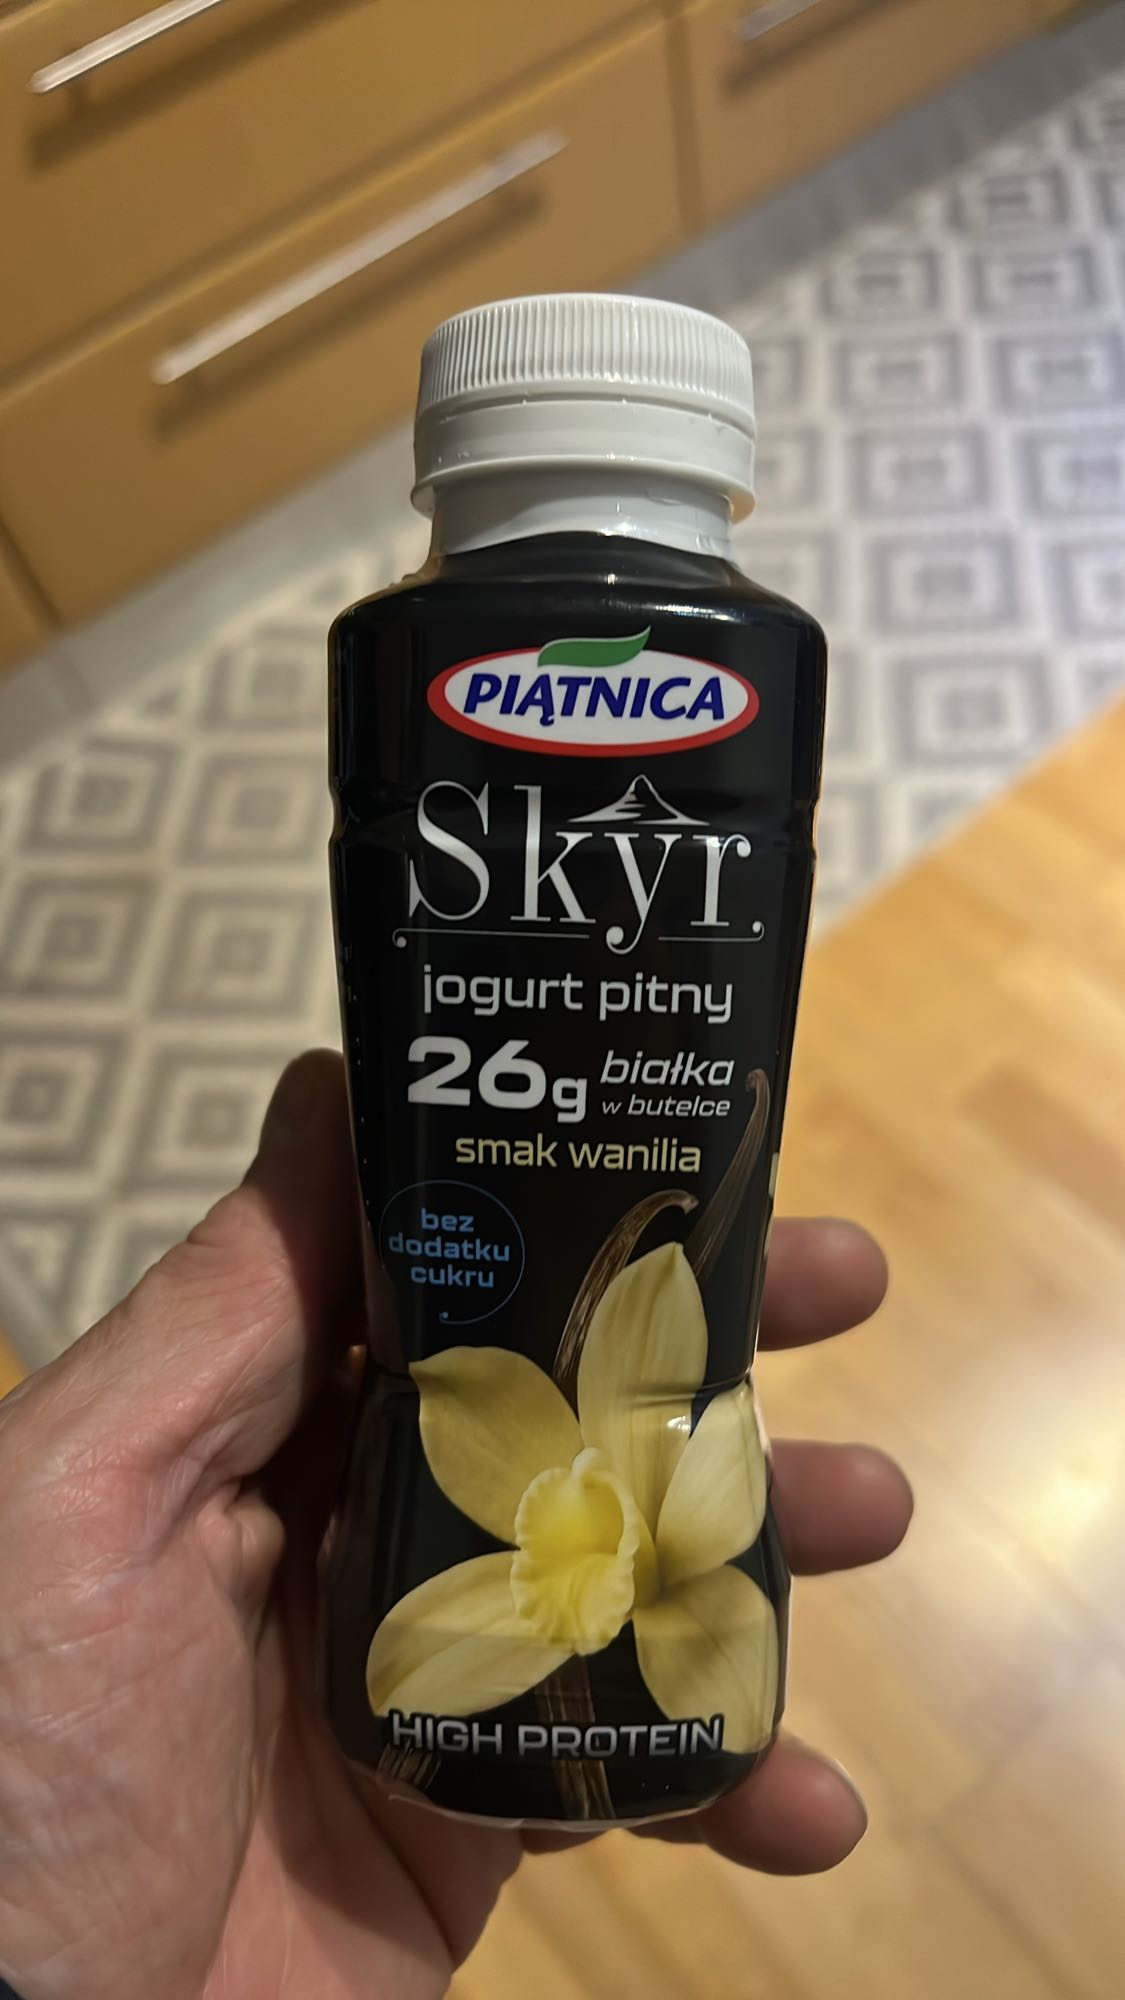 PIĄTNICA
Skyr
jogurt pitny
26g białka
w butelce
smak wanilia
bez
dodatku
cukru
HIGH PROTEIN